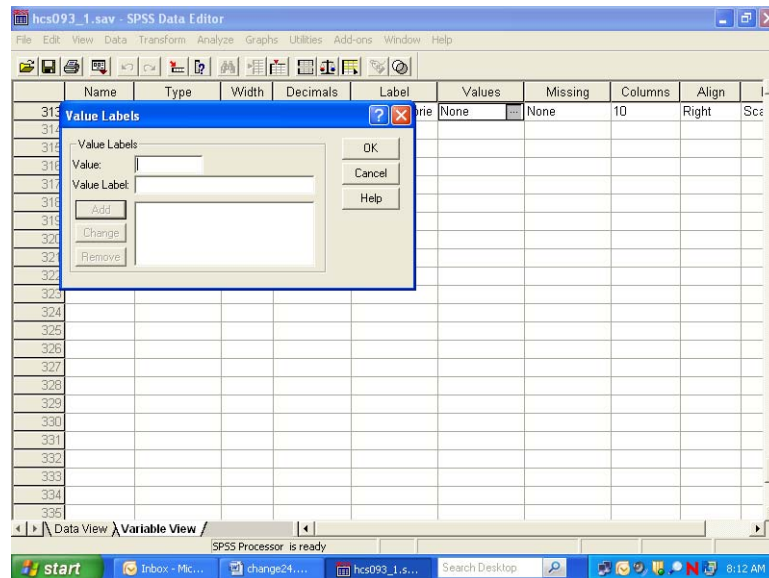 hcs093_1.sav - SPSS Data Editor
File Edit View Data Transform Analyze Graphs Utilities Add-ons Window Help
Name Type Width Decimals Label Values Missing Columns Align
313 Value Labels None None 10 Right Sca
314
315 Value Labels OK
316 Value:
Cancel
317 Value Label:
318 Add Help
319
320 Change
321 Remove
322
323
324
325
326
327
328
329
330
331
332
333
334
335
Data View Variable View
SPSS Processor is ready
start Inbox - Mic... change24.... hcs093_1.s... Search Desktop N 8:12 AM